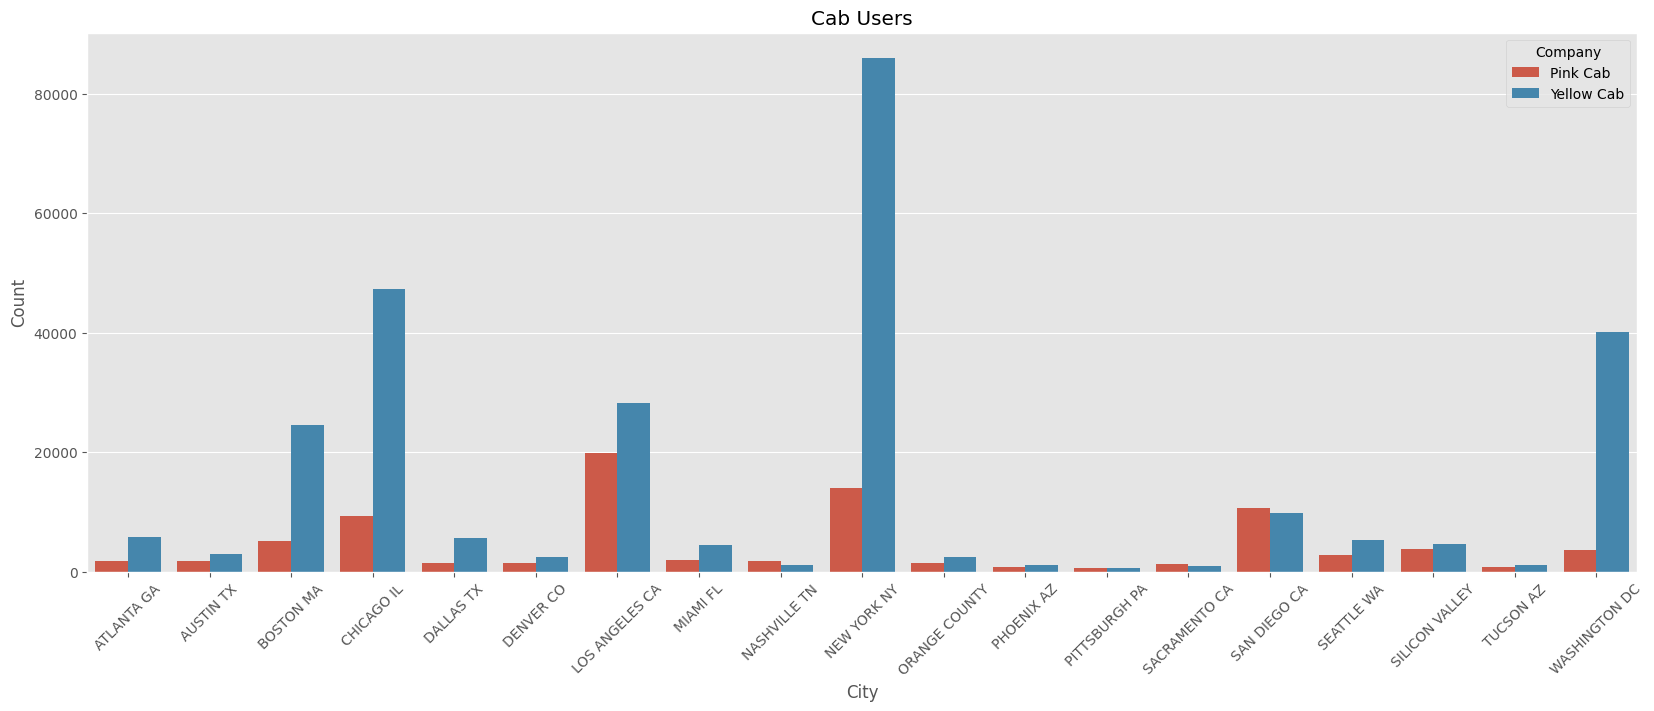 Cab Users
Company
Pink Cab
Yellow Cab
Count
80000
60000
40000
20000
0
ATLANTA GA
AUSTIN TX
BOSTON MA
CHICAGO IL
DALLAS TX
DENVER CO
LOS ANGELES CA
MIAMI FL
NASHVILLE TN
NEW YORK NY
ORANGE COUNTY
PHOENIX AZ
PITTSBURGH PA
SACRAMENTO CA
SAN DIEGO CA
SEATTLE WA
SILICON VALLEY
TUCSON AZ
WASHINGTON DC
City